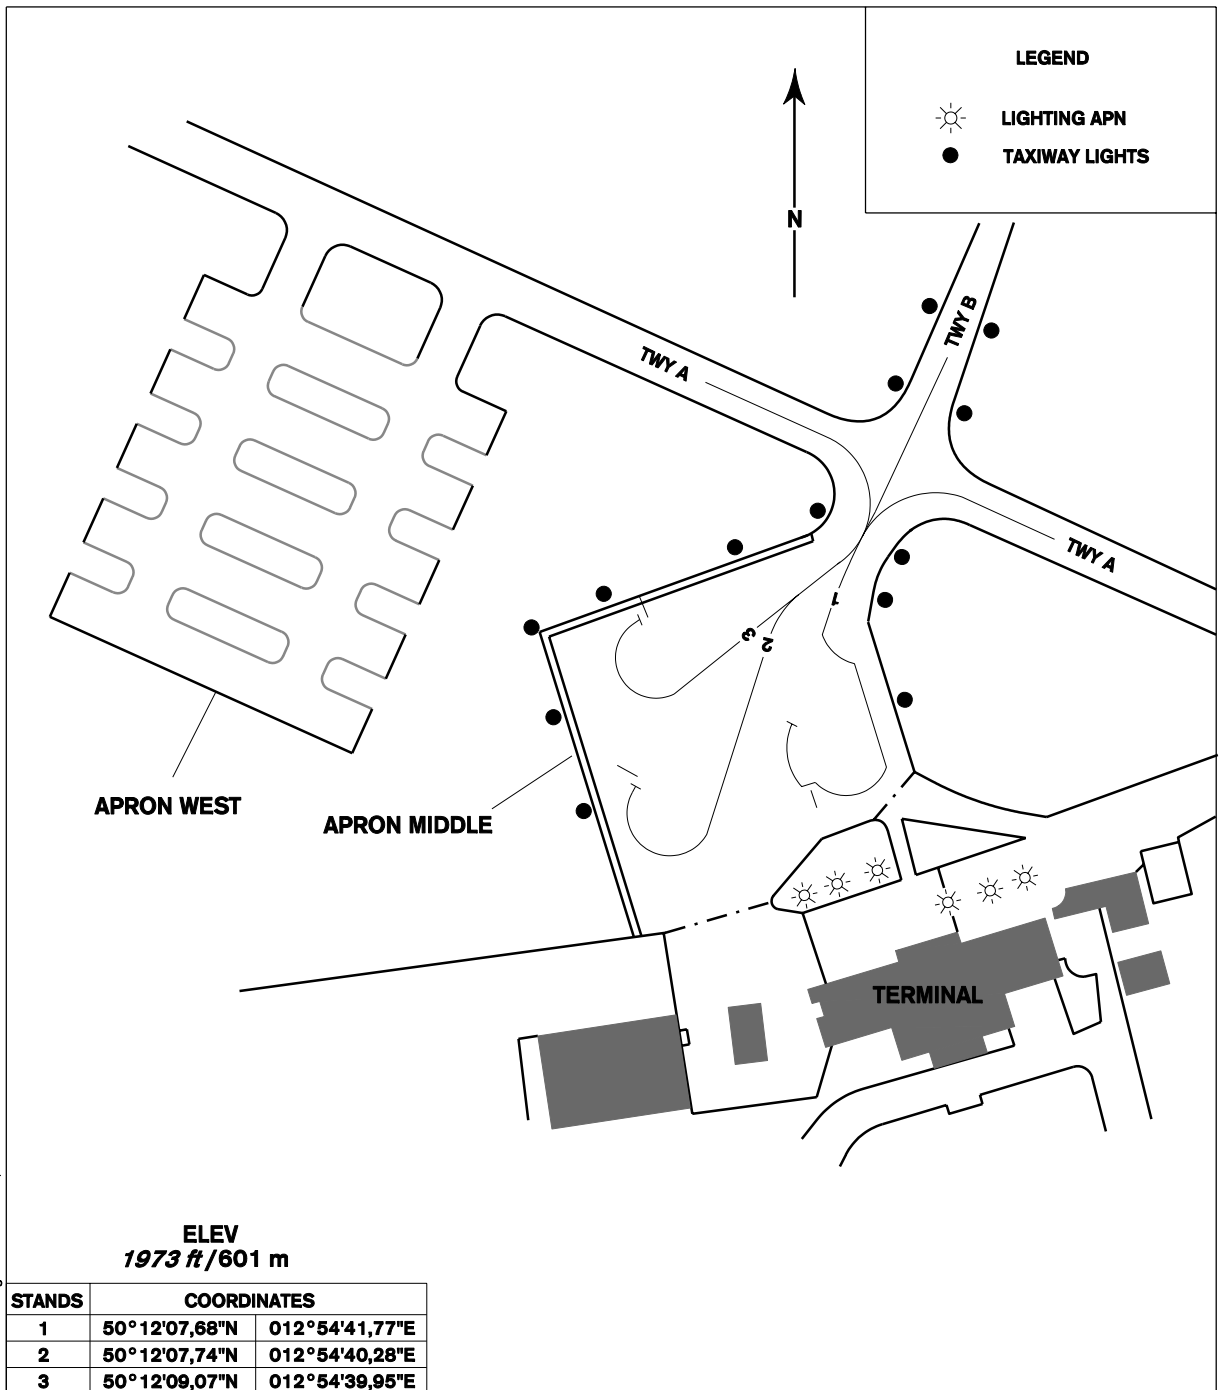 LEGEND
LIGHTING APN
TAXIWAY LIGHTS
N
TWY B
TWY A
TWY A
1
2
3
APRON WEST
APRON MIDDLE
TERMINAL
ELEV
1973 ft/601 m
STANDS COORDINATES
1 50°12'07,68"N 012°54'41,77"E
2 50°12'07,74"N 012°54'40,28"E
3 50°12'09,07"N 012°54'39,95"E